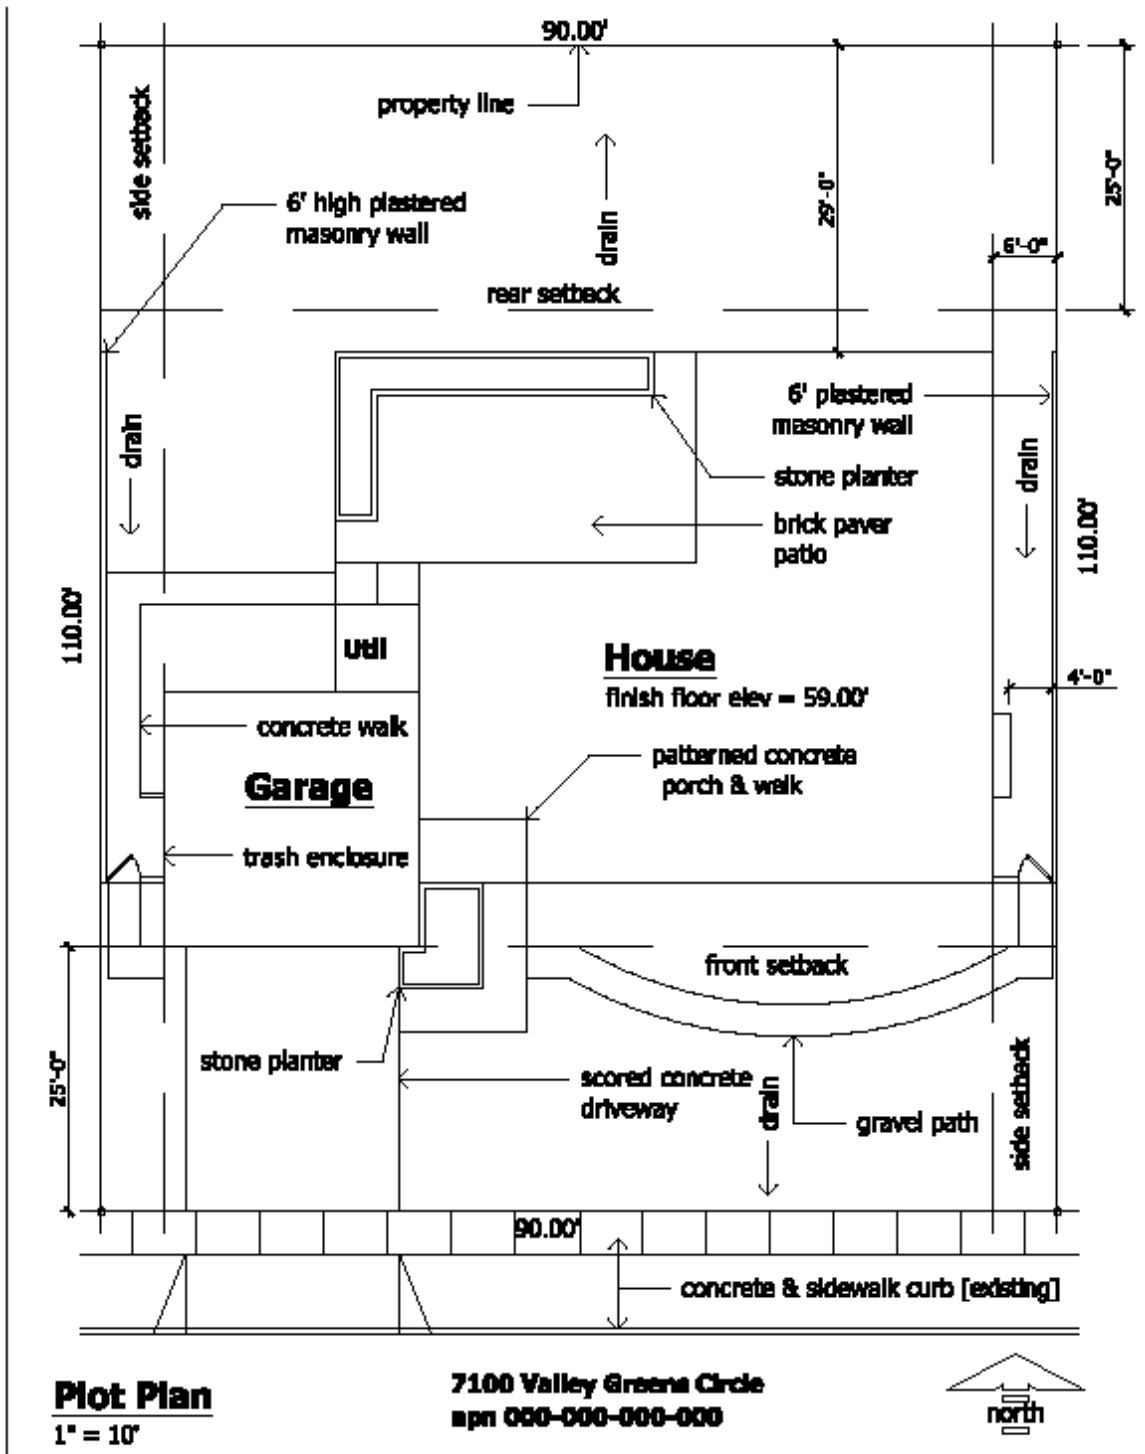 90.00'
property line
side setback
6' high plastered
masonry wall
drain
29'-0"
25'-0"
6'-0"
rear setback
6' plastered
masonry wall
drain
drain
stone planter
brick paver
patio
110.00'
110.00'
Util
House
finish floor elev = 59.00'
4'-0"
concrete walk
patterned concrete
porch & walk
Garage
trash enclosure
front setback
25'-0"
stone planter
scored concrete
driveway
drain
gravel path
side setback
90.00'
concrete & sidewalk curb [existing]
Plot Plan
1" = 10'
7100 Valley Greens Circle
apn 000-000-000-000
north